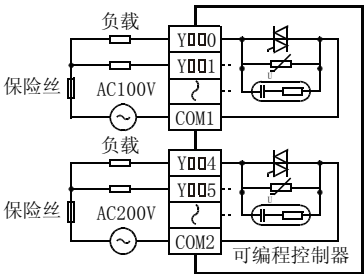 负载
Y000
Y001
保险丝
AC100V
COM1
U
负载
Y004
Y005
保险丝
AC200V
COM2
U
可编程控制器